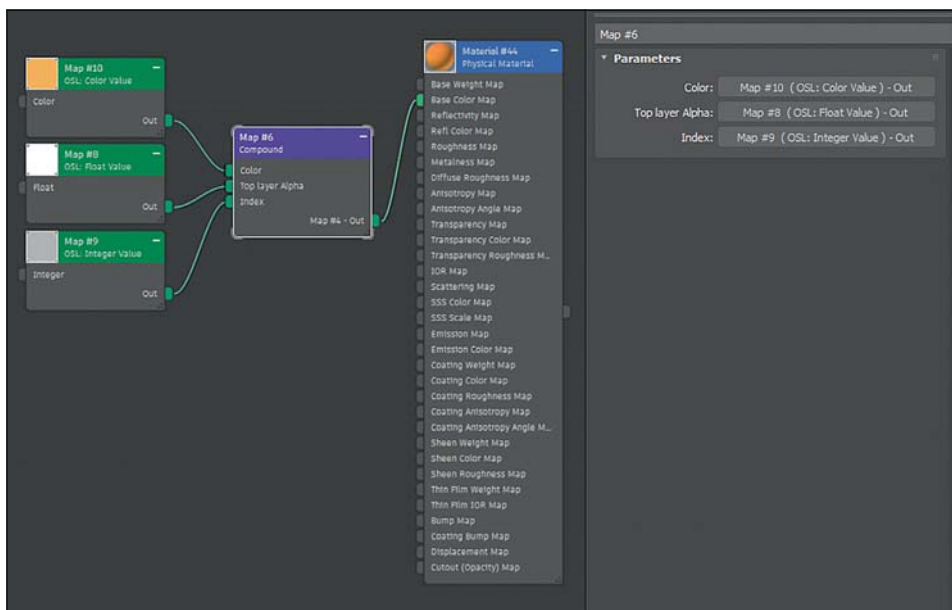 Map #10
OSL: Color Value
Color
Out
Map #8
OSL: Float Value
Float
Out
Map #9
OSL: Integer Value
Integer
Out
Map #6
Compound
Color
Top layer Alpha
Index
Map #4 - Out
Material #44
Physical Material
Base Weight Map
Base Color Map
Reflectivity Map
Refl Color Map
Roughness Map
Metalness Map
Diffuse Roughness Map
Anisotropy Map
Anisotropy Angle Map
Transparency Map
Transparency Color Map
Transparency Roughness M...
IOR Map
Scattering Map
SSS Color Map
SSS Scale Map
Emission Map
Emission Color Map
Coating Weight Map
Coating Color Map
Coating Roughness Map
Coating Anisotropy Map
Coating Anisotropy Angle M...
Sheen Weight Map
Sheen Color Map
Sheen Roughness Map
Thin Film Weight Map
Thin Film IOR Map
Bump Map
Coating Bump Map
Displacement Map
Cutout (Opacity) Map
Map #6
Parameters
Color: Map #10 ( OSL: Color Value ) - Out
Top layer Alpha: Map #8 ( OSL: Float Value ) - Out
Index: Map #9 ( OSL: Integer Value ) - Out